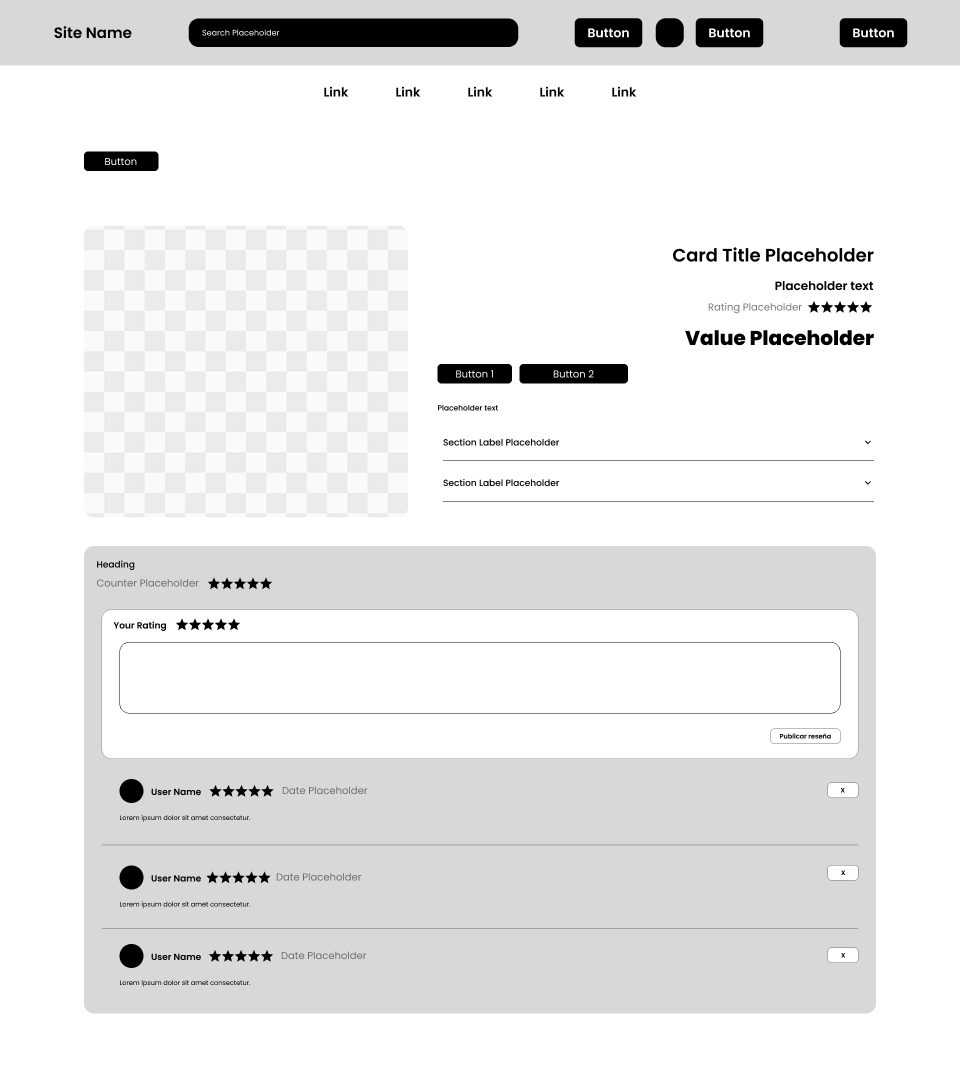 Site Name
Search Placeholder
Button
Button
Button
Link Link Link Link Link
Button
Card Title Placeholder
Placeholder text
Rating Placeholder
Value Placeholder
Button 1
Button 2
Placeholder text
Section Label Placeholder
Section Label Placeholder
Heading
Counter Placeholder
Your Rating
Publicar reseña
User Name Date Placeholder
X
Lorem ipsum dolor sit amet consectetur.
User Name Date Placeholder
X
Lorem ipsum dolor sit amet consectetur.
User Name Date Placeholder
X
Lorem ipsum dolor sit amet consectetur.